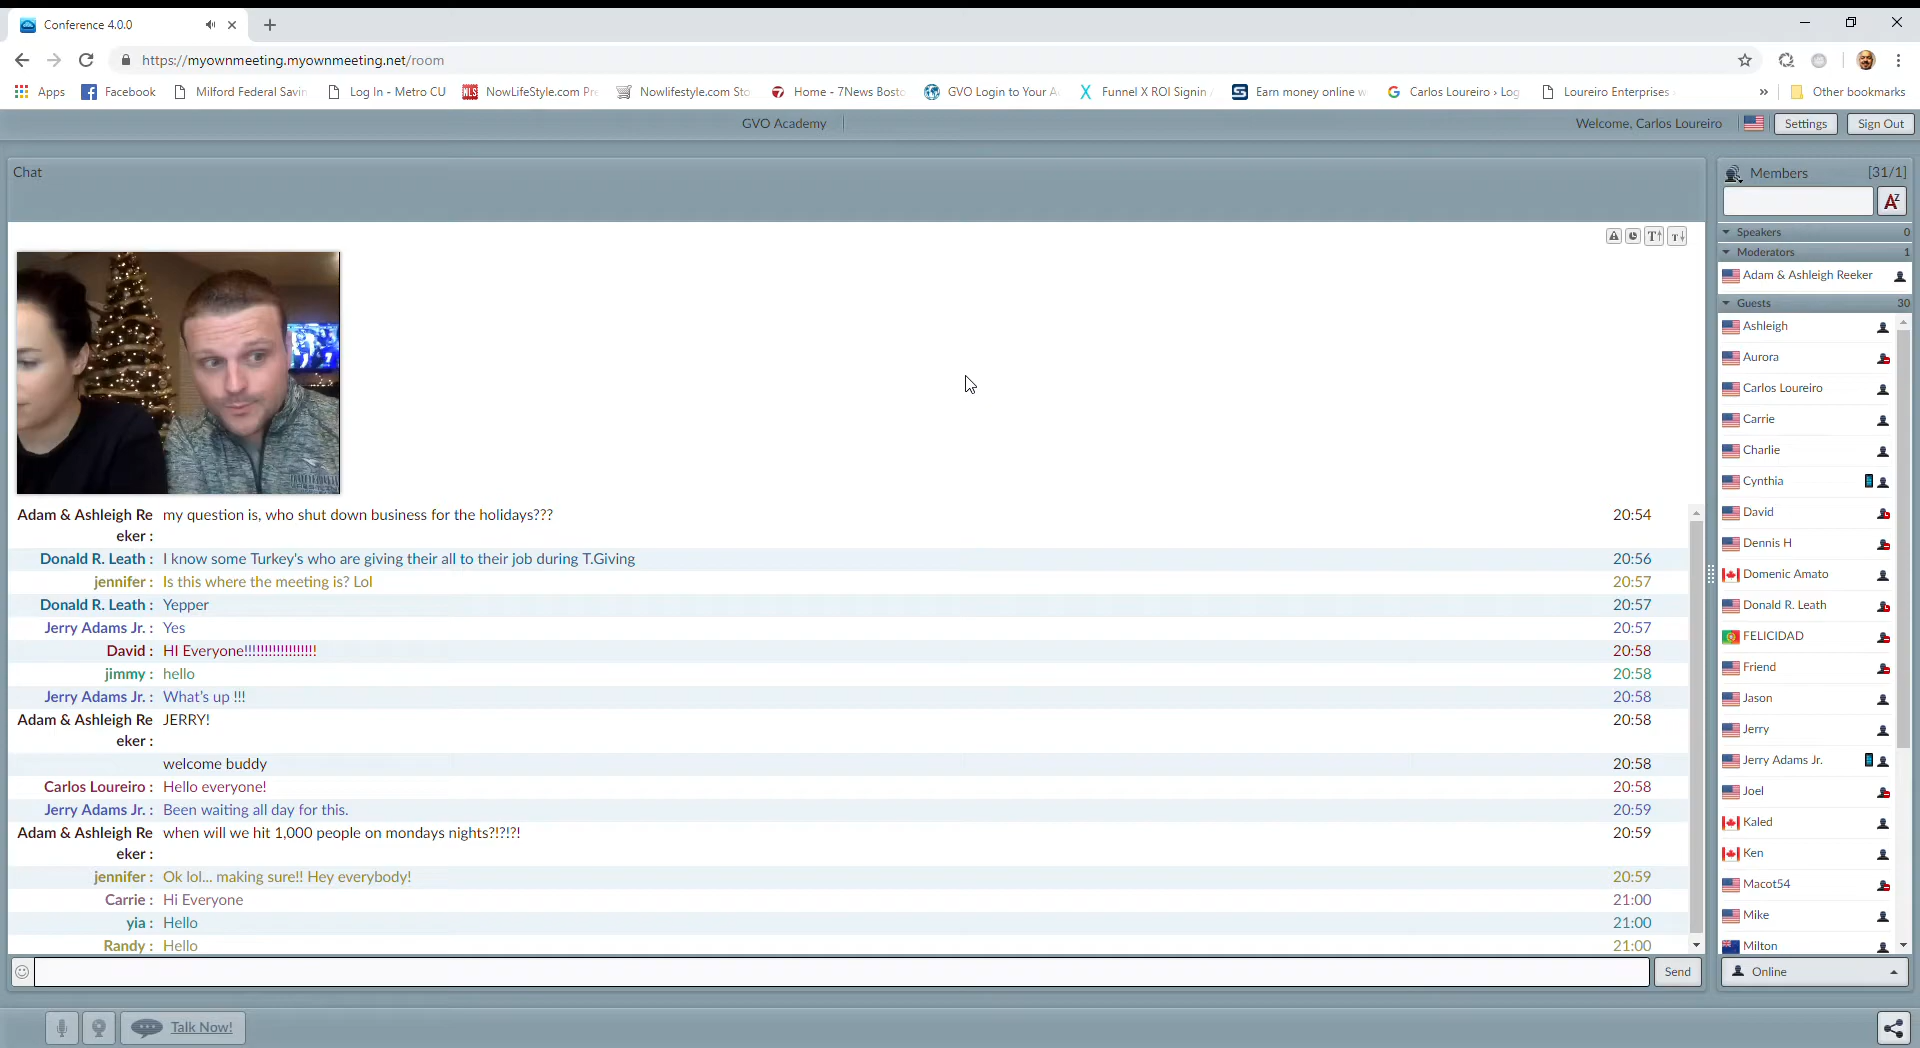 Conference 4.0.0
https://myownmeeting.myownmeeting.net/room
Apps Facebook Milford Federal Savin Log In - Metro CU NLS NowLifeStyle.com Pre Nowlifestyle.com Sto Home - 7News Bosto GVO Login to Your A Funnel X ROI Signin Earn money online w Carlos Loureiro › Log Loureiro Enterprises » Other bookmarks
GVO Academy Welcome, Carlos Loureiro Settings Sign Out
Chat
Members [31/1]
Speakers 0
Moderators 1
Adam & Ashleigh Reeker
Guests 30
Ashleigh
Aurora
Carlos Loureiro
Carrie
Charlie
Cynthia
David
Dennis H
Domenic Amato
Donald R. Leath
FELICIDAD
Friend
Jason
Jerry
Jerry Adams Jr.
Joel
Kaled
Ken
Macot54
Mike
Milton
Online
Adam & Ashleigh Re my question is, who shut down business for the holidays??? 20:54
eker :
Donald R. Leath : I know some Turkey's who are giving their all to their job during T.Giving 20:56
jennifer : Is this where the meeting is? Lol 20:57
Donald R. Leath : Yepper 20:57
Jerry Adams Jr. : Yes 20:57
David : HI Everyone!!!!!!!!!!!!!!!!!! 20:58
jimmy : hello 20:58
Jerry Adams Jr. : What's up !!! 20:58
Adam & Ashleigh Re JERRY! 20:58
eker :
welcome buddy 20:58
Carlos Loureiro : Hello everyone! 20:58
Jerry Adams Jr. : Been waiting all day for this. 20:59
Adam & Ashleigh Re when will we hit 1,000 people on mondays nights?!?!?! 20:59
eker :
jennifer : Ok lol... making sure!! Hey everybody! 20:59
Carrie : Hi Everyone 21:00
yia : Hello 21:00
Randy : Hello 21:00
Send
Talk Now!